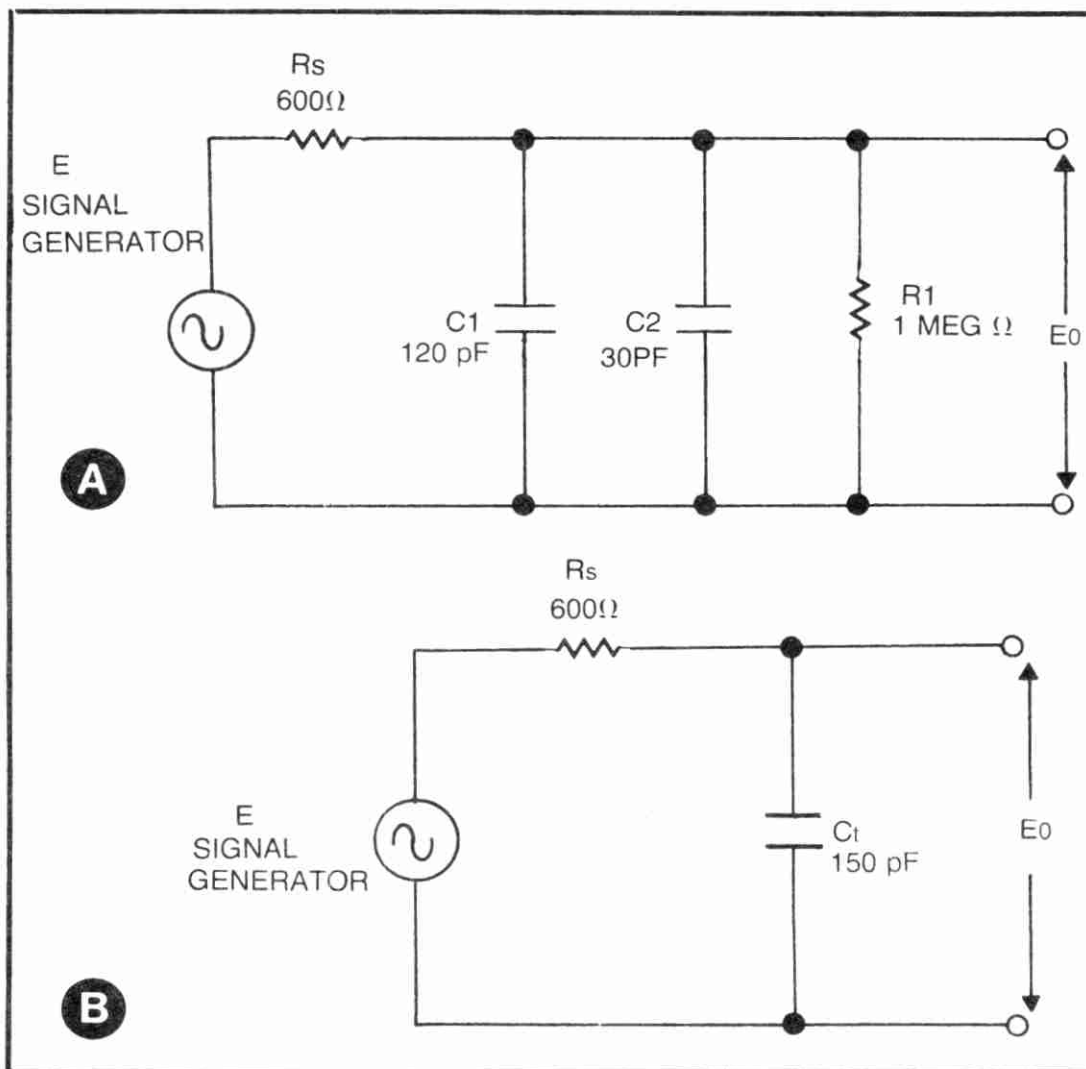 Rs
600Ω
E
SIGNAL
GENERATOR
C1
120 pF
C2
30PF
R1
1 MEG Ω
E0
A
Rs
600Ω
E
SIGNAL
GENERATOR
Ct
150 pF
E0
B